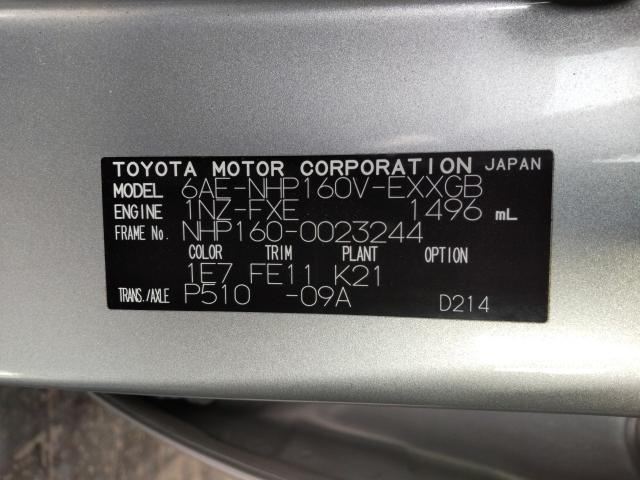 TOYOTA MOTOR CORPORATION JAPAN
MODEL 6AE-NHP160V-EXXGB
ENGINE 1NZ-FXE 1496 mL
FRAME No. NHP160-0023244
COLOR TRIM PLANT OPTION
1E7 FE11 K21
TRANS./AXLE P510 -09A D214